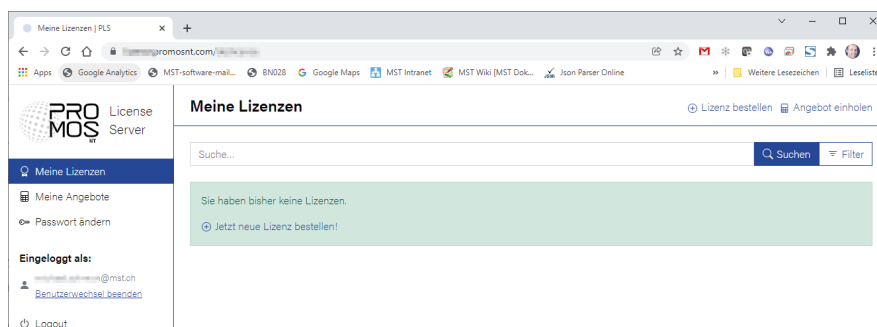 Meine Lizenzen | PLS
promosnt.com/
Apps Google Analytics MST-software-mail... BN028 Google Maps MST Intranet MST Wiki [MST Dok... Json Parser Online » Weitere Lesezeichen Leseliste
PROMOS NT License Server
Meine Lizenzen
Lizenz bestellen Angebot einholen
Suche...
Suchen Filter
Meine Lizenzen
Meine Angebote
Passwort ändern
Sie haben bisher keine Lizenzen.
Jetzt neue Lizenz bestellen!
Eingeloggt als:
@mst.ch
Benutzerwechsel beenden
Logout